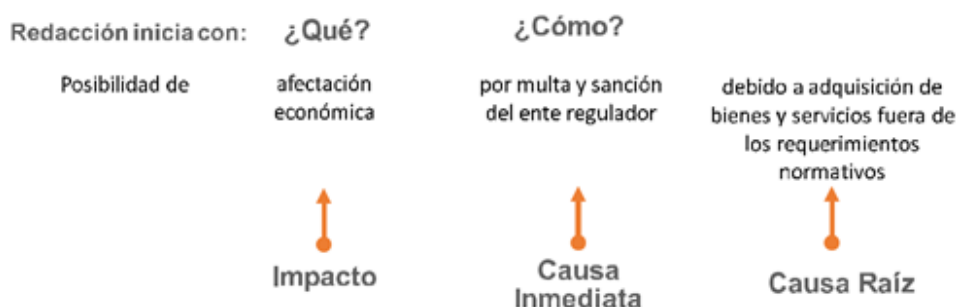 Redacción inicia con: ¿Qué? ¿Cómo?
Posibilidad de
afectación
económica
por multa y sanción
del ente regulador
debido a adquisición de
bienes y servicios fuera de
los requerimientos
normativos
Impacto
Causa
Inmediata
Causa Raíz